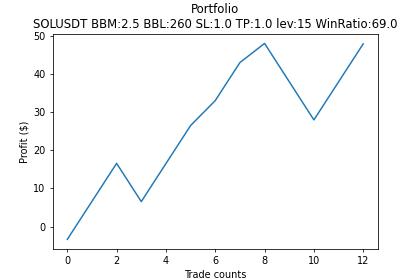 Portfolio
SOLUSDT BBM:2.5 BBL:260 SL:1.0 TP:1.0 lev:15 WinRatio:69.0
50
40
30
20
10
0
Profit ($)
0 2 4 6 8 10 12
Trade counts